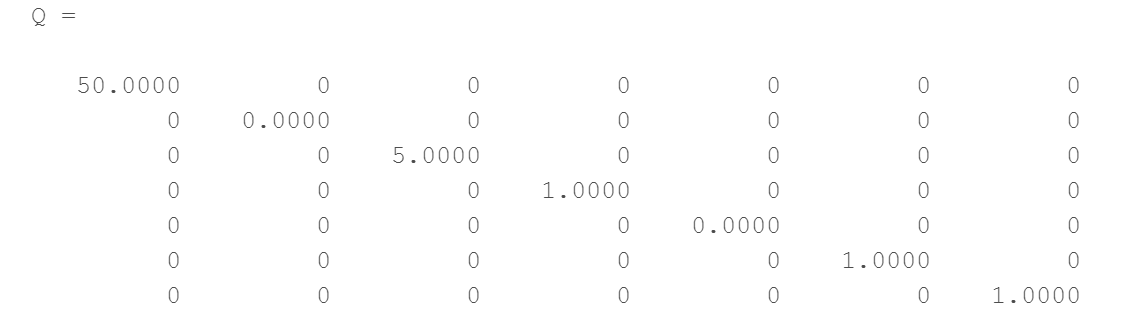 Q =
50.0000 0 0 0 0 0 0
0 0.0000 0 0 0 0 0
0 0 5.0000 0 0 0 0
0 0 0 1.0000 0 0 0
0 0 0 0 0.0000 0 0
0 0 0 0 0 1.0000 0
0 0 0 0 0 0 1.0000